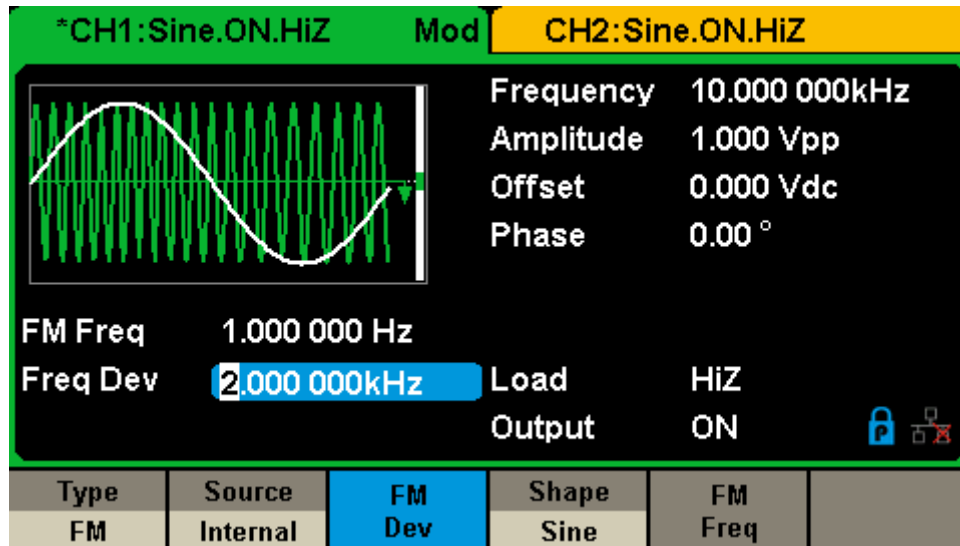 *CH1:Sine.ON.HiZ Mod
CH2:Sine.ON.HiZ
Frequency 10.000 000kHz
Amplitude 1.000 Vpp
Offset 0.000 Vdc
Phase 0.00 °
FM Freq 1.000 000 Hz
Freq Dev 2.000 000kHz
Load HiZ
Output ON
P
Type FM
Source Internal
FM Dev
Shape Sine
FM Freq